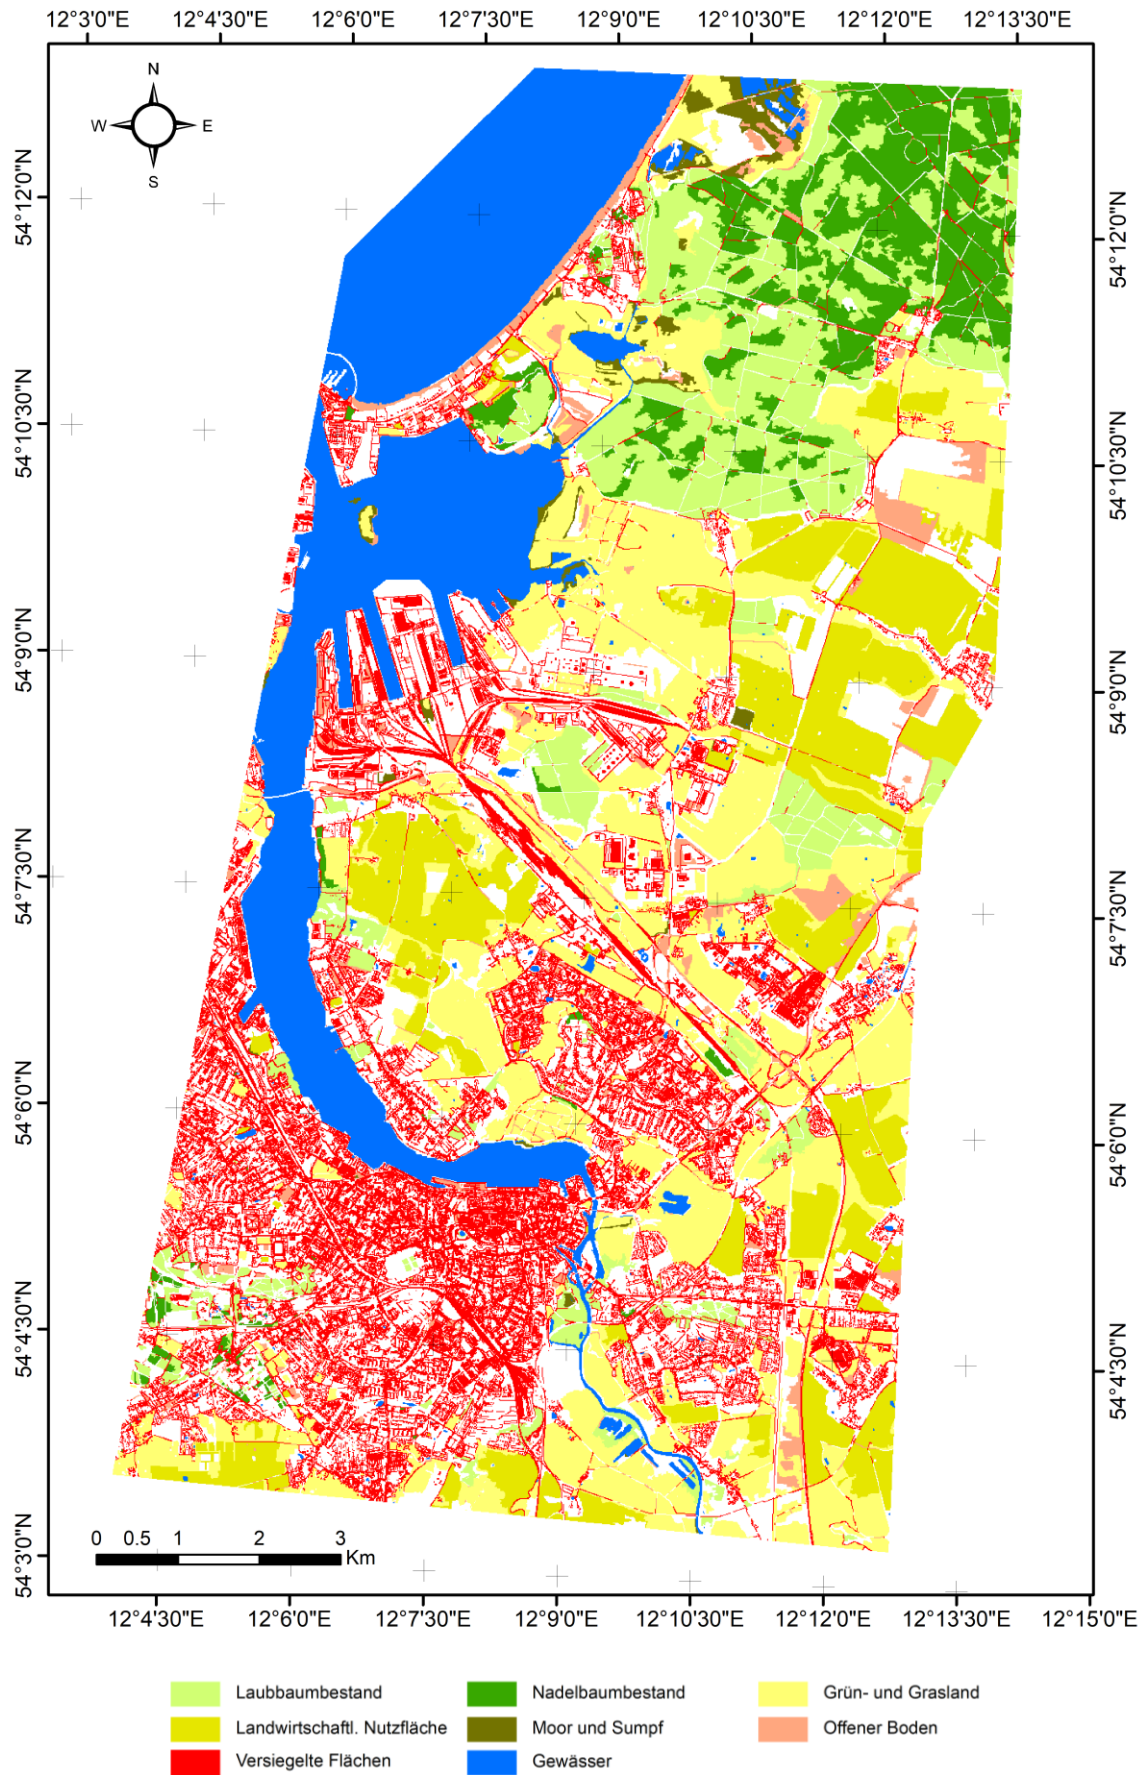 12°3'30"E 12°4'30"E 12°6'0"E 12°7'30"E 12°9'0"E 12°10'30"E 12°12'0"E 12°13'30"E
N
W E
S
54°12'0"N 54°12'0"N
54°10'30"N 54°10'30"N
54°9'0"N 54°9'0"N
54°7'30"N 54°7'30"N
54°6'0"N 54°6'0"N
54°4'30"N 54°4'30"N
54°3'0"N
0 0.5 1 2 3
Km
12°4'30"E 12°6'0"E 12°7'30"E 12°9'0"E 12°10'30"E 12°12'0"E 12°13'30"E 12°15'0"E
Laubbaumbestand Nadelbaumbestand Grün- und Grasland
Landwirtschaftl. Nutzfläche Moor und Sumpf Offener Boden
Versiegelte Flächen Gewässer